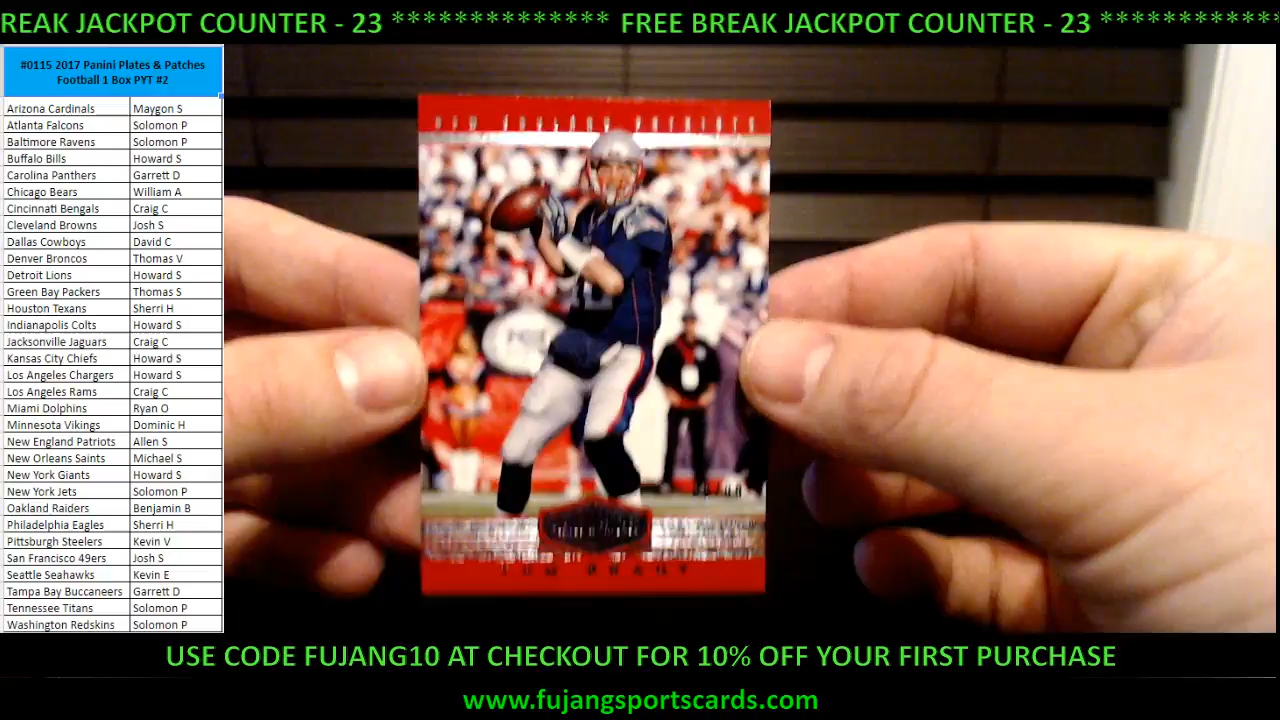 REAK JACKPOT COUNTER - 23 ************** FREE BREAK JACKPOT COUNTER - 23 ************
#0115 2017 Panini Plates & Patches
Football 1 Box PYT #2
Arizona Cardinals Maygon S
Atlanta Falcons Solomon P
Baltimore Ravens Solomon P
Buffalo Bills Howard S
Carolina Panthers Garrett D
Chicago Bears William A
Cincinnati Bengals Craig C
Cleveland Browns Josh S
Dallas Cowboys David C
Denver Broncos Thomas V
Detroit Lions Howard S
Green Bay Packers Thomas S
Houston Texans Sherri H
Indianapolis Colts Howard S
Jacksonville Jaguars Craig C
Kansas City Chiefs Howard S
Los Angeles Chargers Howard S
Los Angeles Rams Craig C
Miami Dolphins Ryan O
Minnesota Vikings Dominic H
New England Patriots Allen S
New Orleans Saints Michael S
New York Giants Howard S
New York Jets Solomon P
Oakland Raiders Benjamin B
Philadelphia Eagles Sherri H
Pittsburgh Steelers Kevin V
San Francisco 49ers Josh S
Seattle Seahawks Kevin E
Tampa Bay Buccaneers Garrett D
Tennessee Titans Solomon P
Washington Redskins Solomon P
NEW ENGLAND PATRIOTS
TOM BRADY
USE CODE FUJANG10 AT CHECKOUT FOR 10% OFF YOUR FIRST PURCHASE
www.fujangsportscards.com